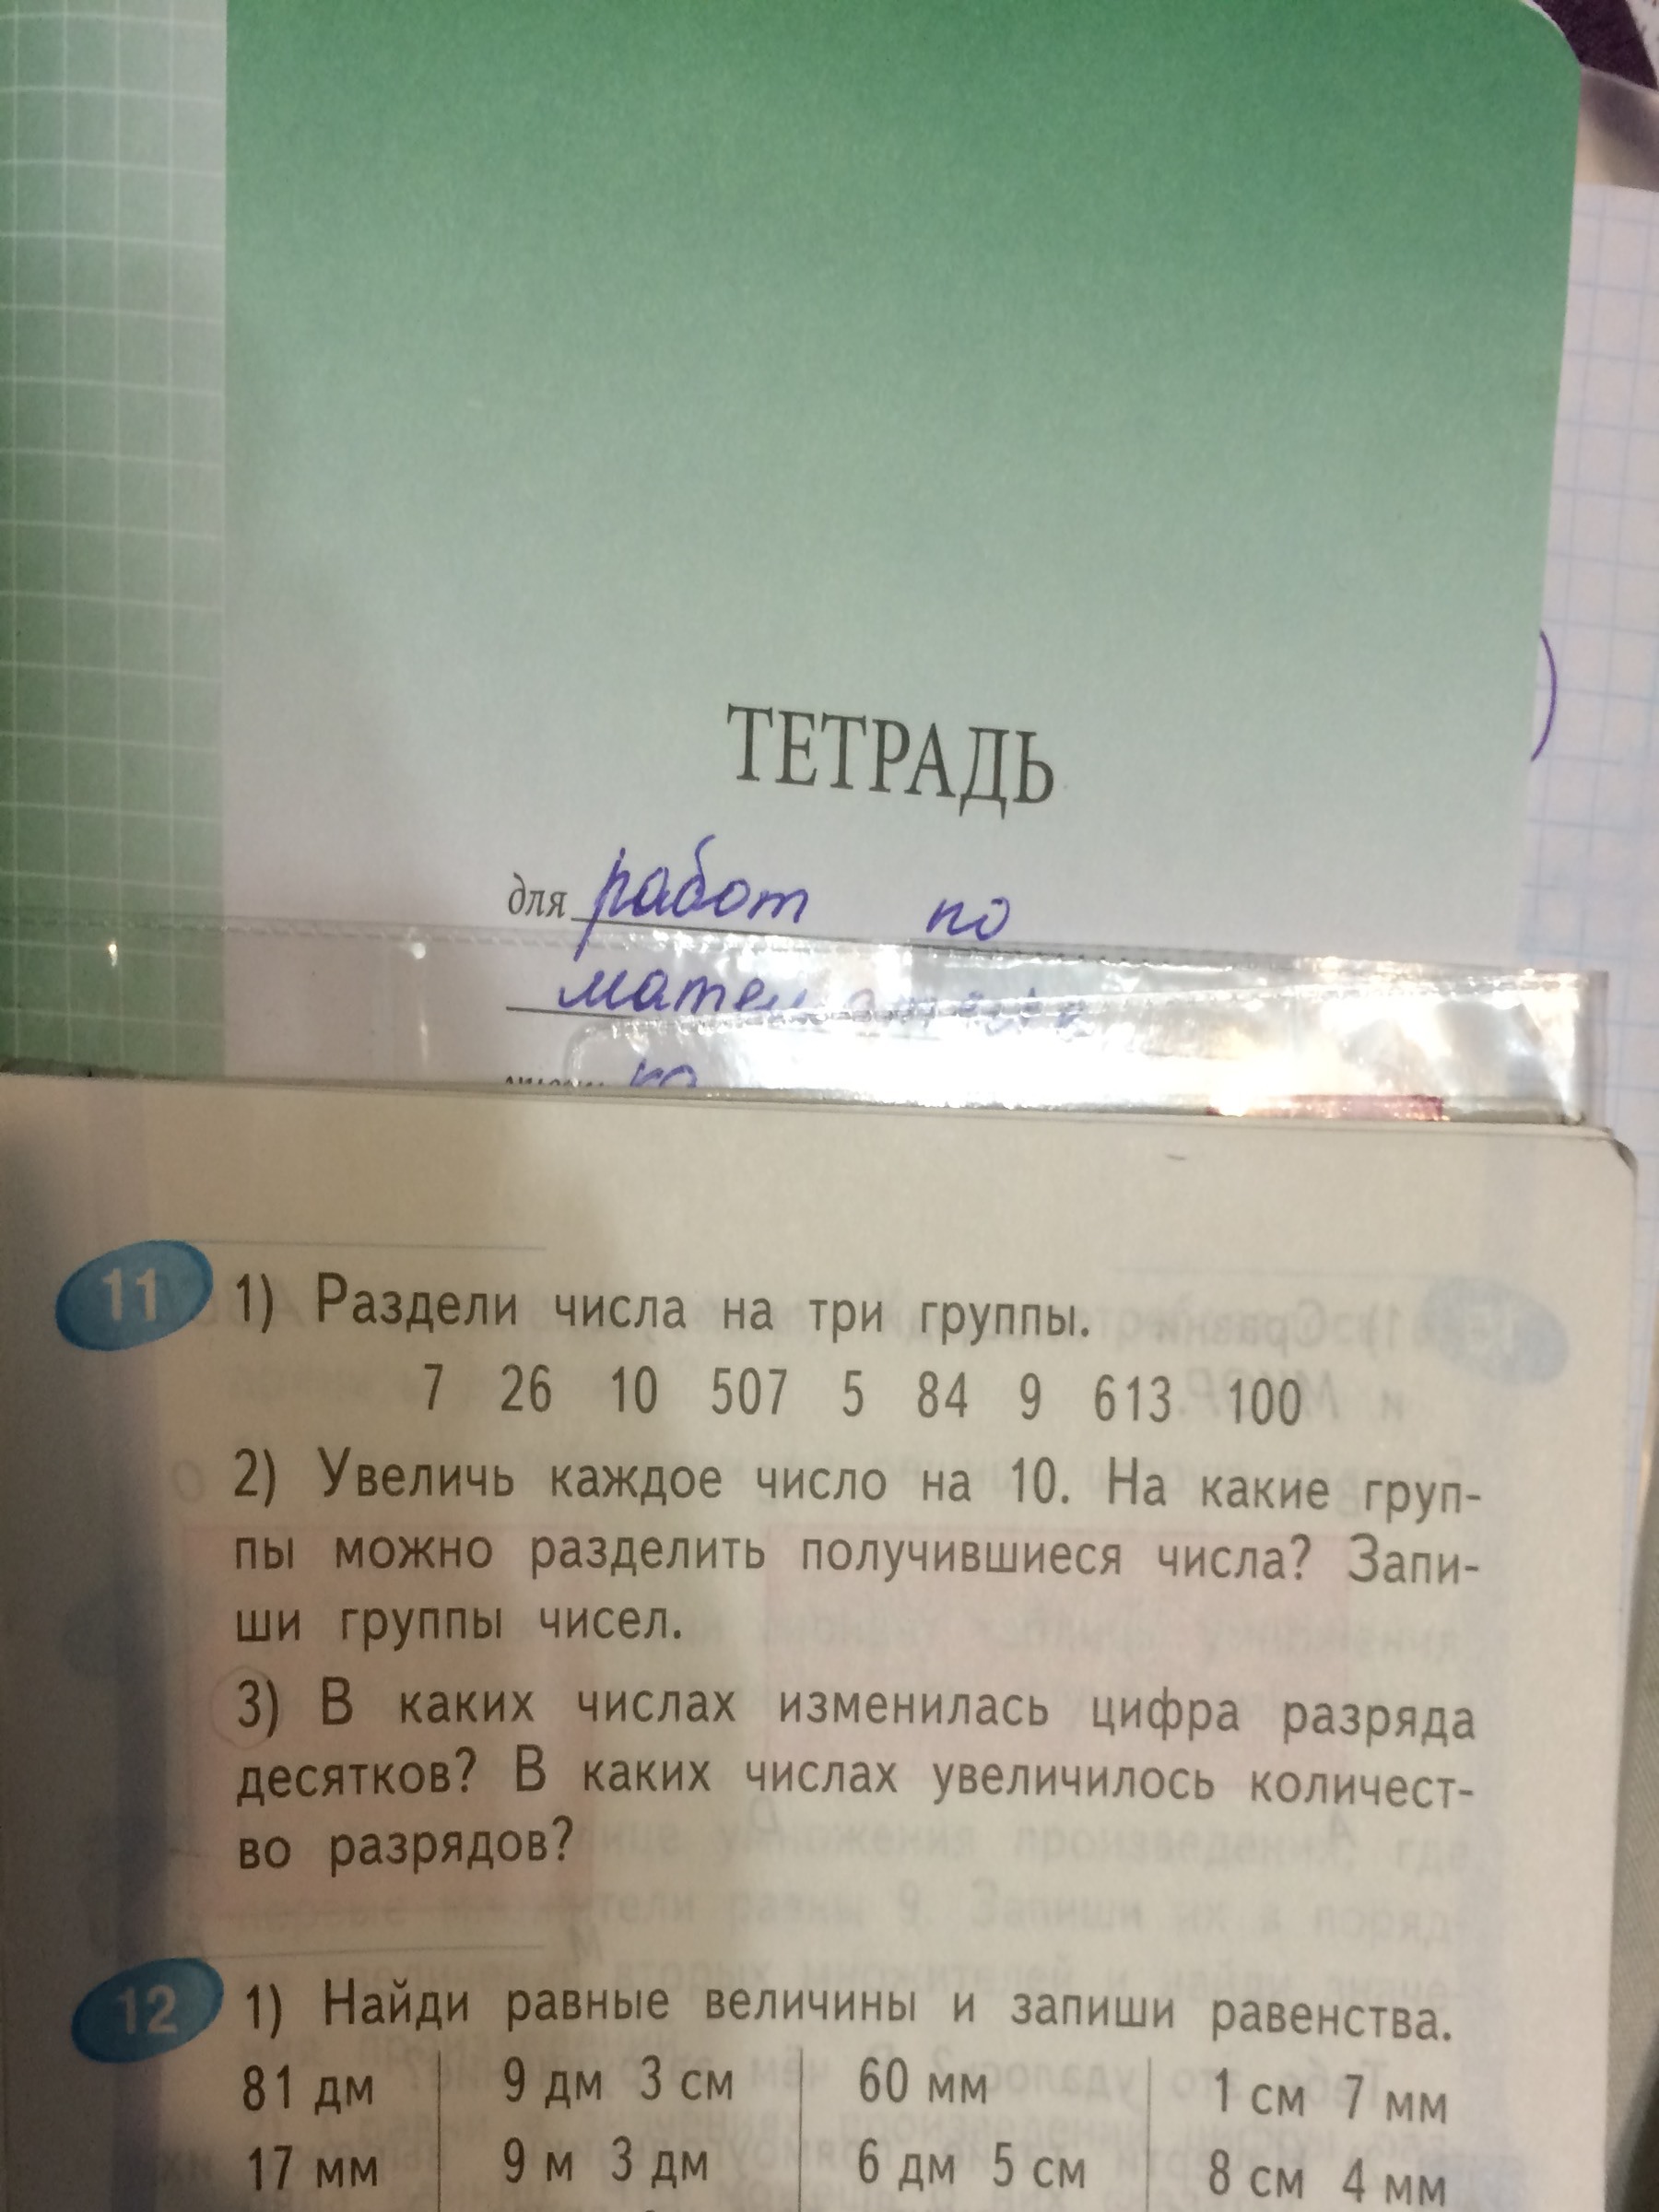 ТЕТРАДЬ
для работ по
11 1) Раздели числа на три группы.
7 26 10 507 5 84 9 613 100
2) Увеличь каждое число на 10. На какие груп-
пы можно разделить получившиеся числа? Запи-
ши группы чисел.
3) В каких числах изменилась цифра разряда
десятков? В каких числах увеличилось количест-
во разрядов?
12 1) Найди равные величины и запиши равенства.
81 дм 9 дм 3 см 60 мм 1 см 7 мм
17 мм 9 м 3 дм 6 дм 5 см 8 см 4 мм